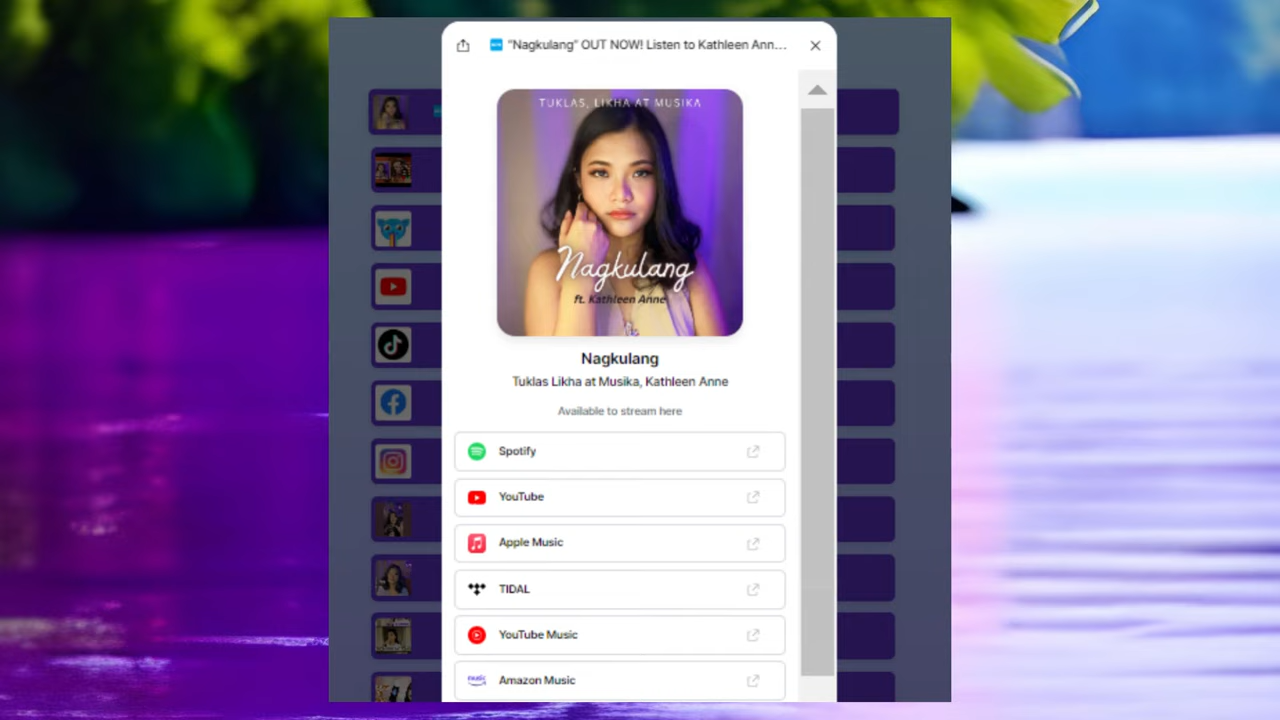 "Nagkulang" OUT NOW! Listen to Kathleen Ann...
TUKLAS, LIKHA AT MUSIKA
Nagkulang
ft. Kathleen Anne
Nagkulang
Tuklas Likha at Musika, Kathleen Anne
Available to stream here
Spotify
YouTube
Apple Music
TIDAL
YouTube Music
music
Amazon Music